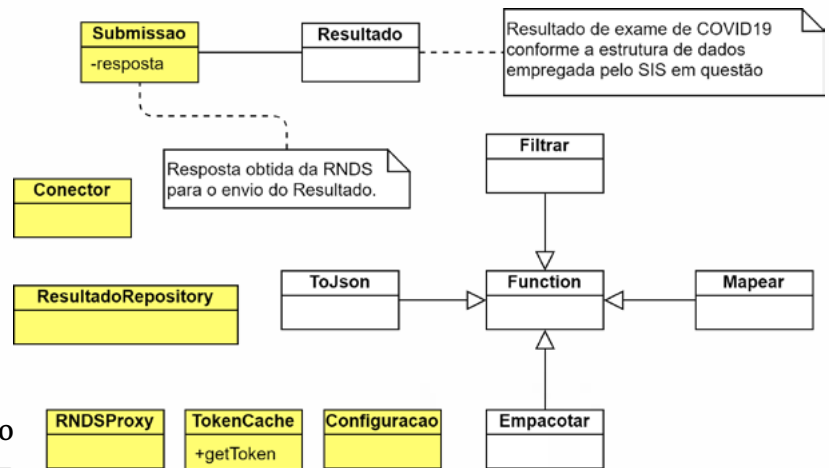 Submissao
-resposta
Resultado
Resultado de exame de COVID19
conforme a estrutura de dados
empregada pelo SIS em questão
Filtrar
Resposta obtida da RNDS
para o envio do Resultado.
Conector
ToJson
Function
Mapear
ResultadoRepository
o
RNDSProxy
TokenCache
+getToken
Configuracao
Empacotar